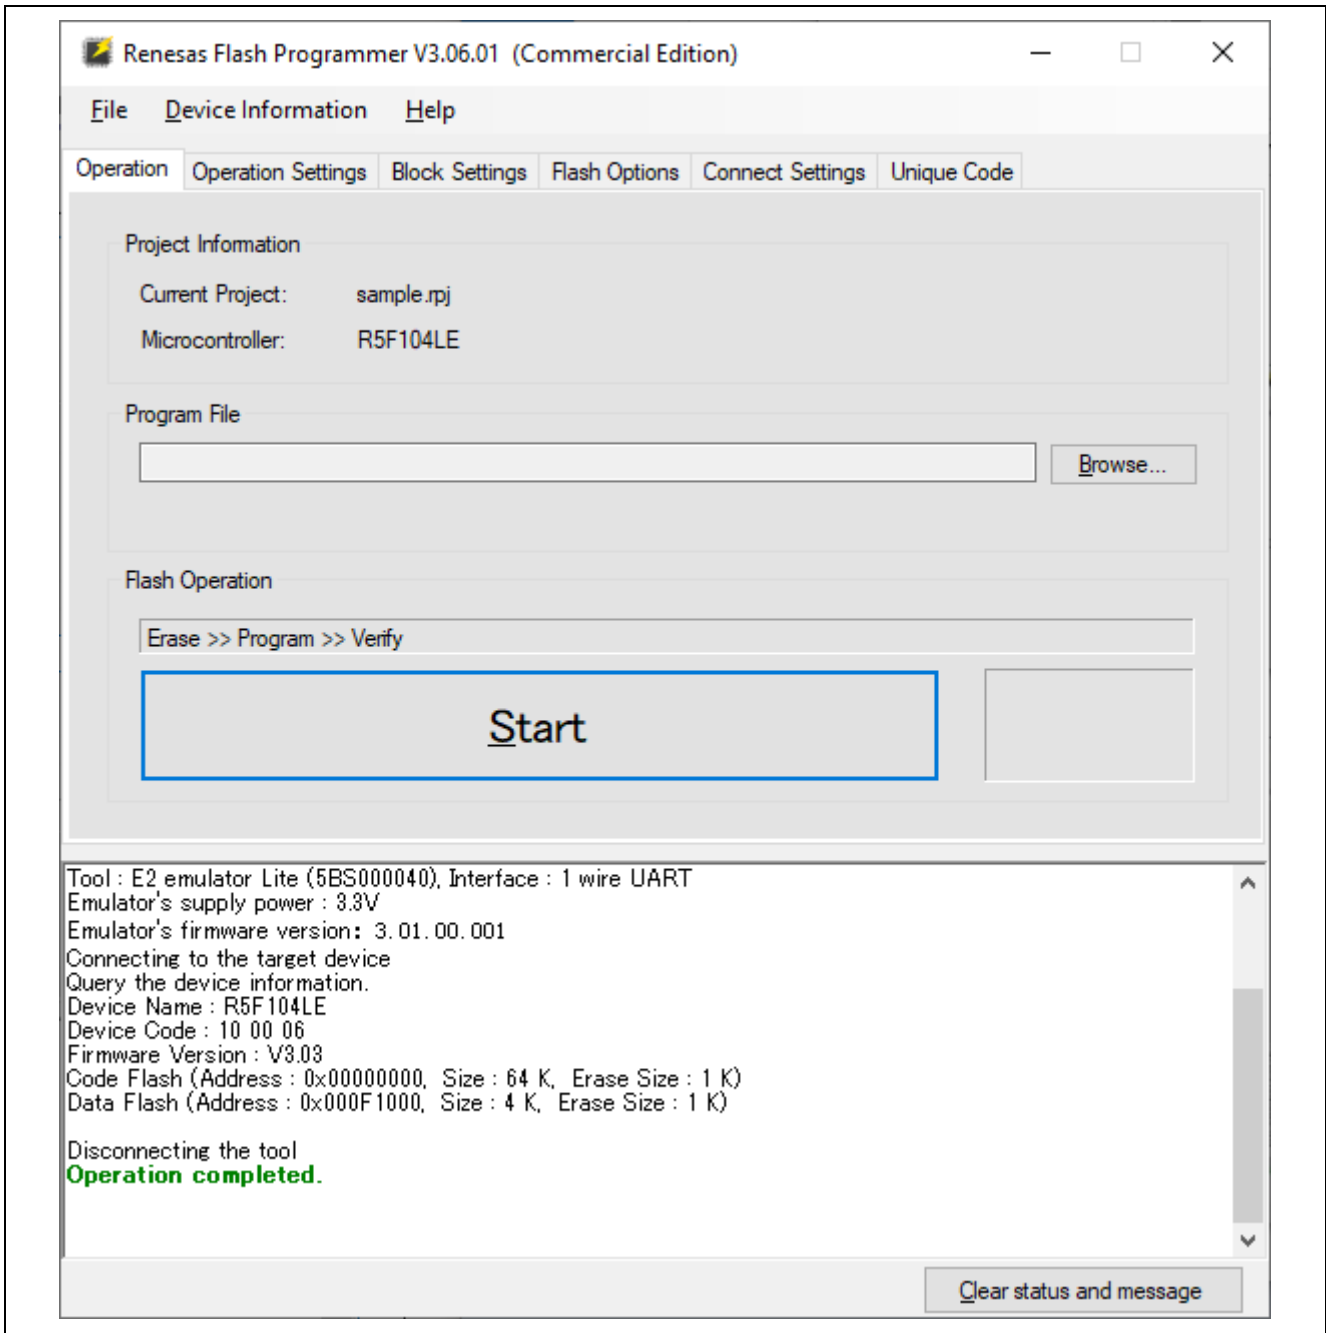 Renesas Flash Programmer V3.06.01 (Commercial Edition)
File Device Information Help
Operation Operation Settings Block Settings Flash Options Connect Settings Unique Code
Project Information
Current Project: sample.rpj
Microcontroller: R5F104LE
Program File
Browse...
Flash Operation
Erase >> Program >> Verify
Start
Tool : E2 emulator Lite (5BS000040), Interface : 1 wire UART
Emulator's supply power : 3.3V
Emulator's firmware version: 3.01.00.001
Connecting to the target device
Query the device information.
Device Name : R5F104LE
Device Code : 10 00 06
Firmware Version : V3.03
Code Flash (Address : 0x00000000, Size : 64 K, Erase Size : 1 K)
Data Flash (Address : 0x000F1000, Size : 4 K, Erase Size : 1 K)
Disconnecting the tool
Operation completed.
Clear status and message